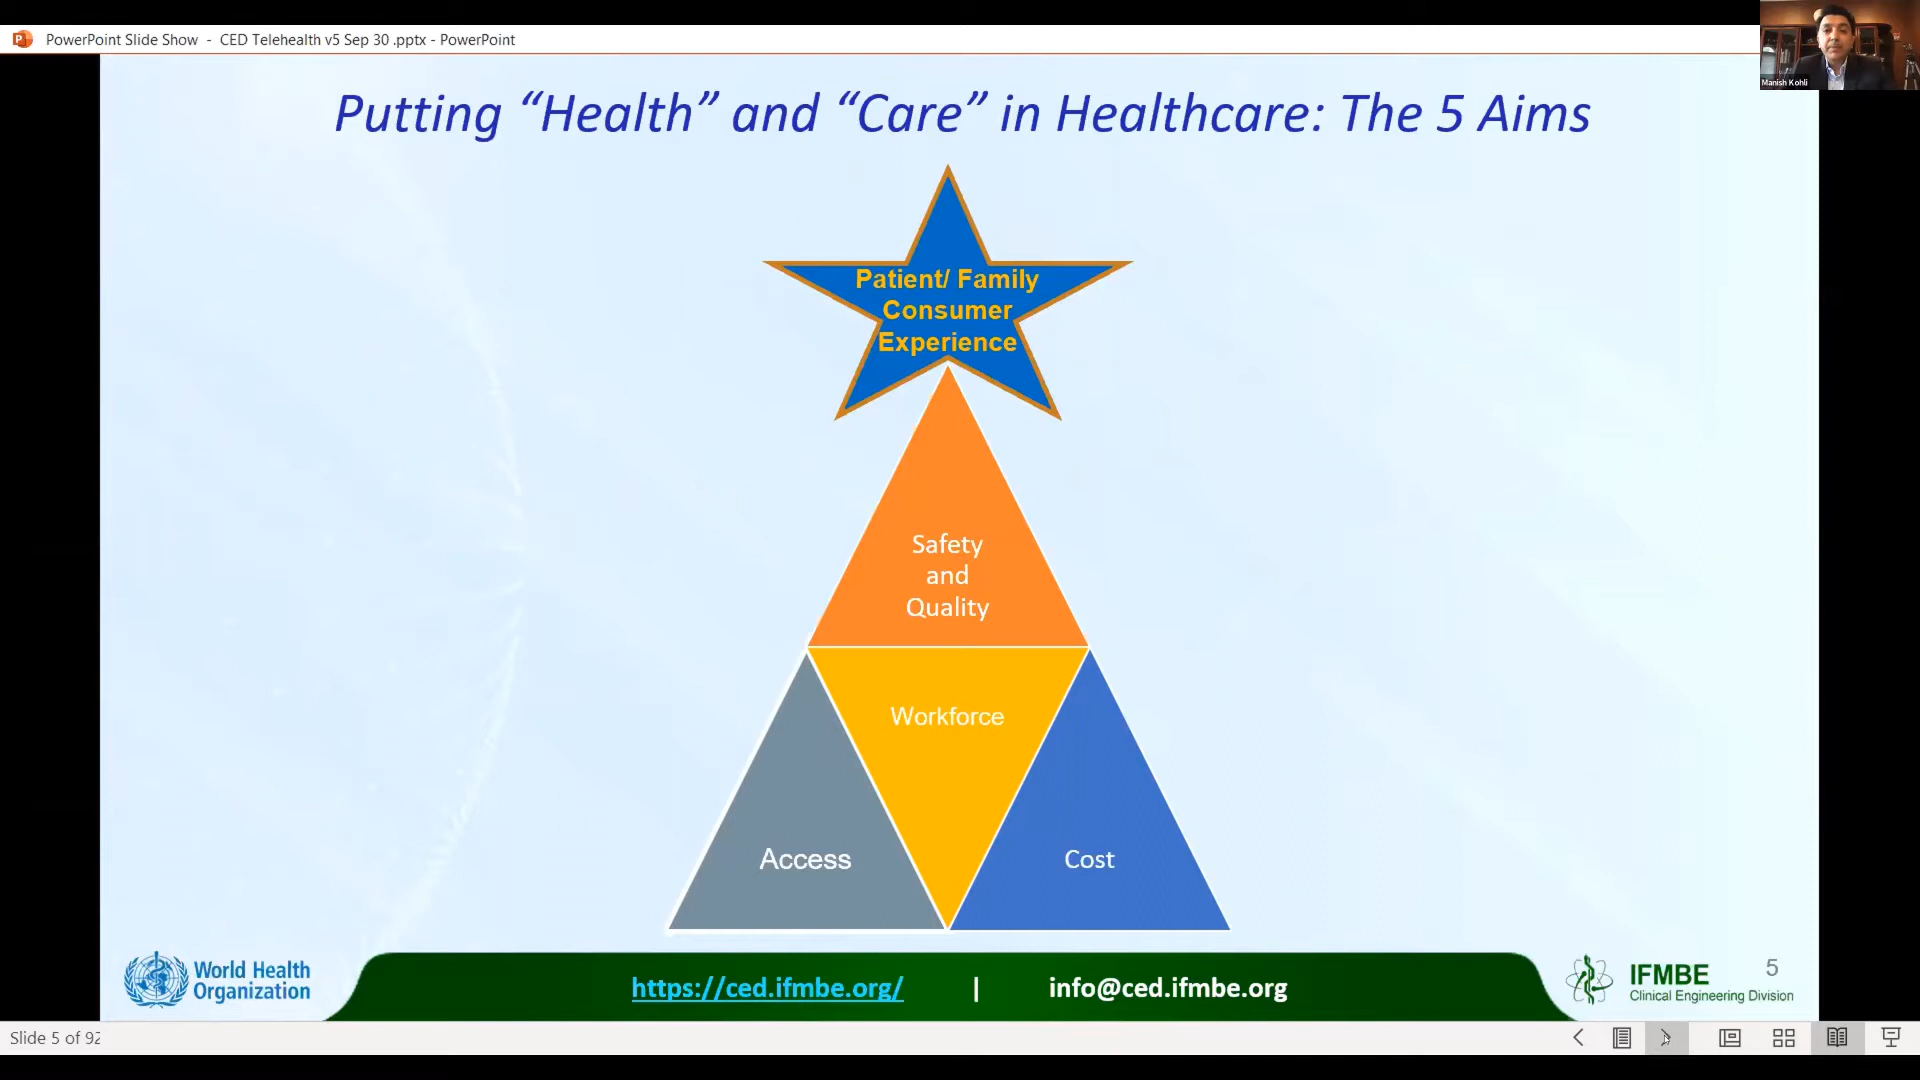 PowerPoint Slide Show - CED Telehealth v5 Sep 30 .pptx - PowerPoint
Manish Kohli
Putting “Health” and “Care” in Healthcare: The 5 Aims
Patient/ Family
Consumer
Experience
Safety
and
Quality
Workforce
Access
Cost
World Health
Organization
https://ced.ifmbe.org/ | info@ced.ifmbe.org
IFMBE
Clinical Engineering Division
5
Slide 5 of 92